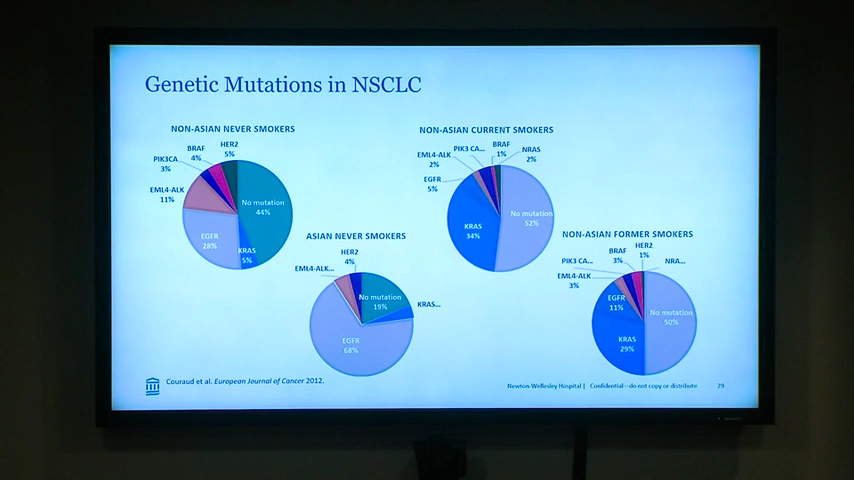 Genetic Mutations in NSCLC
NON-ASIAN NEVER SMOKERS
HER2
5%
BRAF
4%
PIK3CA
3%
EML4-ALK
11%
No mutation
44%
EGFR
28%
KRAS
5%
NON-ASIAN CURRENT SMOKERS
PIK3 CA...
BRAF
1%
NRAS
2%
EML4-ALK
2%
EGFR
5%
KRAS
34%
No mutation
52%
ASIAN NEVER SMOKERS
HER2
4%
EML4-ALK...
No mutation
19%
KRAS...
EGFR
68%
NON-ASIAN FORMER SMOKERS
HER2
1%
BRAF
3%
PIK3 CA...
NRA...
EML4-ALK
3%
EGFR
11%
No mutation
50%
KRAS
29%
Couraud et al. European Journal of Cancer 2012.
Newton-Wellesley Hospital | Confidential—do not copy or distribute 29